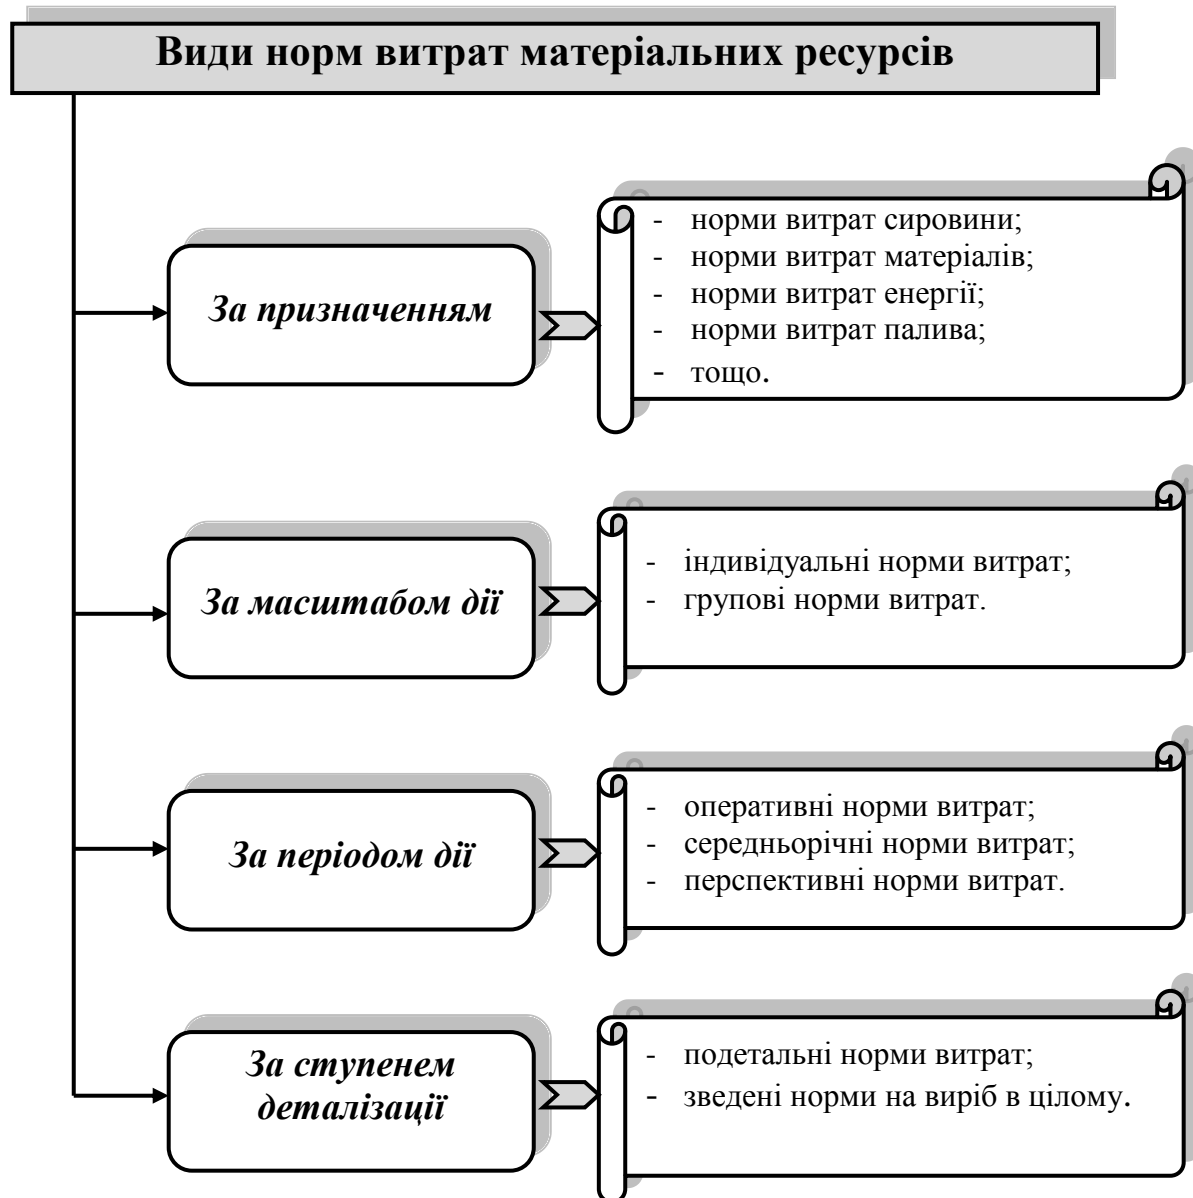 Види норм витрат матеріальних ресурсів
За призначенням
- норми витрат сировини;
- норми витрат матеріалів;
- норми витрат енергії;
- норми витрат палива;
- тощо.
За масштабом дії
- індивідуальні норми витрат;
- групові норми витрат.
За періодом дії
- оперативні норми витрат;
- середньорічні норми витрат;
- перспективні норми витрат.
За ступенем
деталізації
- подетальні норми витрат;
- зведені норми на виріб в цілому.